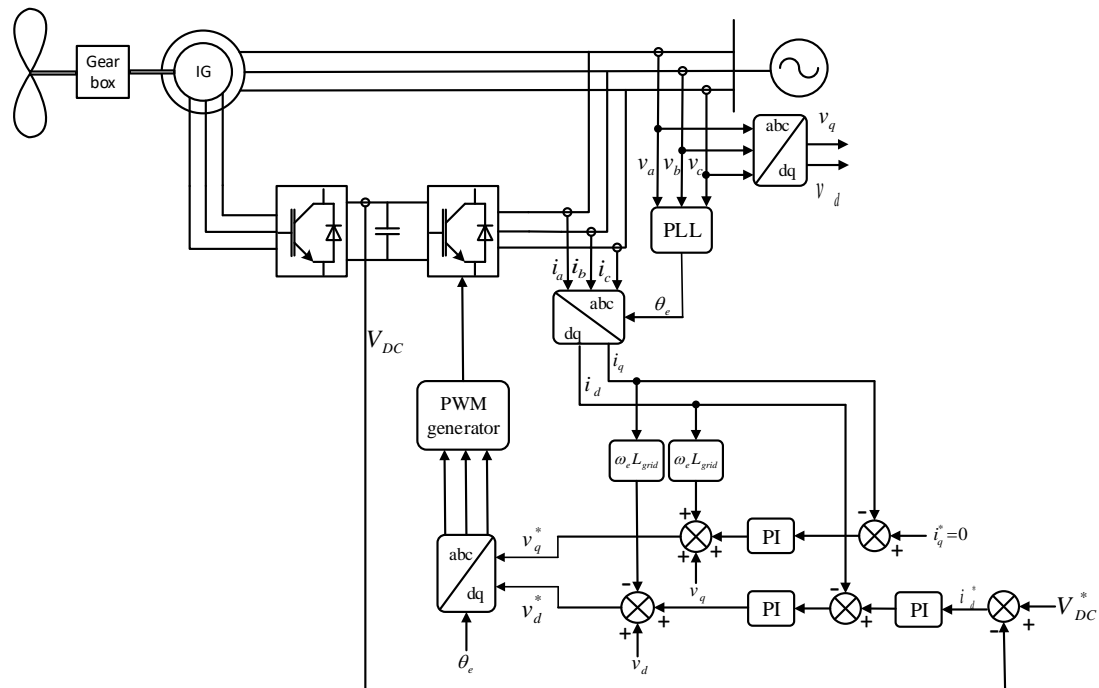 Gear
box
IG
abc
dq
v_q
v_d
v_a v_b v_c
PLL
i_a i_b i_c
abc
dq
θ_e
V_DC
i_q
i_d
PWM
generator
ω_e L_grid
ω_e L_grid
+
+
+
-
+
i_q^*=0
PI
v_q^*
abc
dq
v_q
-
-
v_d^*
+
+
PI
+
PI
i_d^*
+
-
V_DC^*
θ_e
v_d